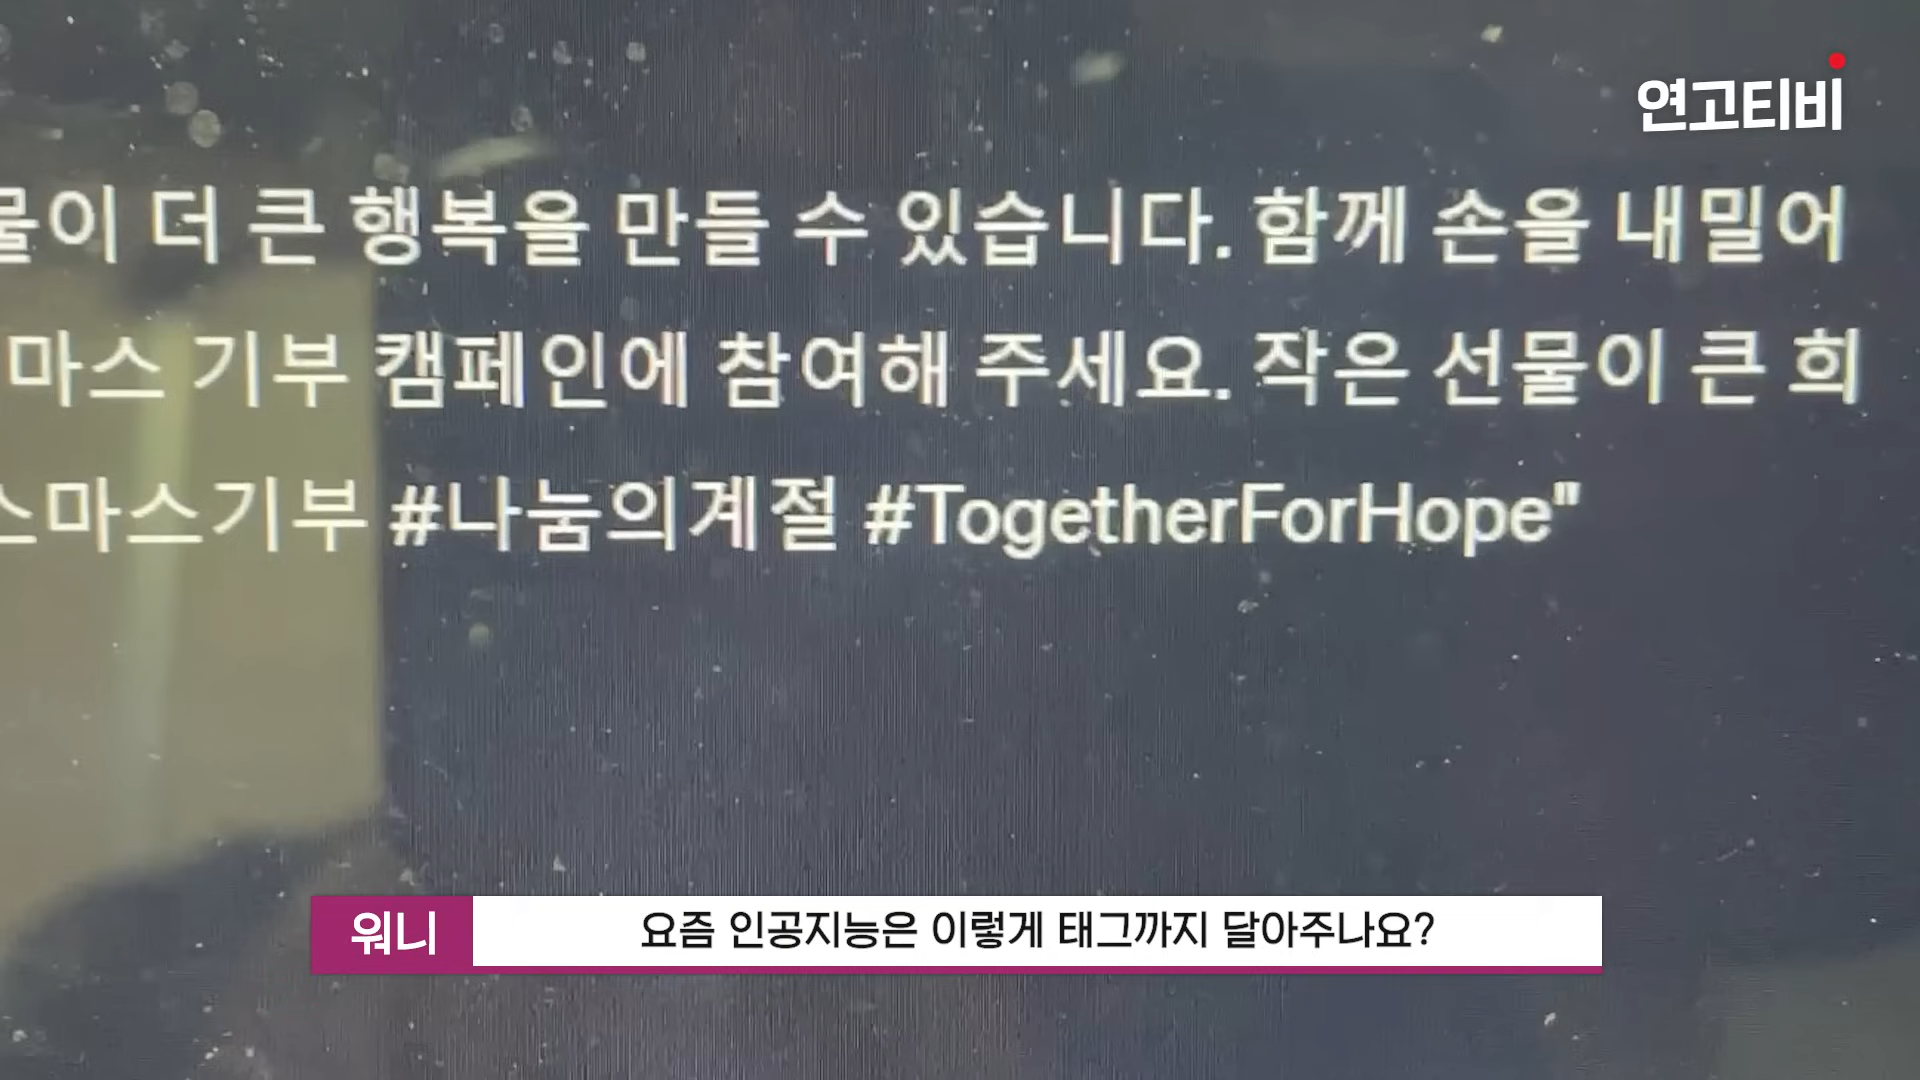 연고티비
물이 더 큰 행복을 만들 수 있습니다. 함께 손을 내밀어
마스 기부 캠페인에 참여해 주세요. 작은 선물이 큰 희
스마스기부 #나눔의계절 #TogetherForHope"
워니
요즘 인공지능은 이렇게 태그까지 달아주나요?